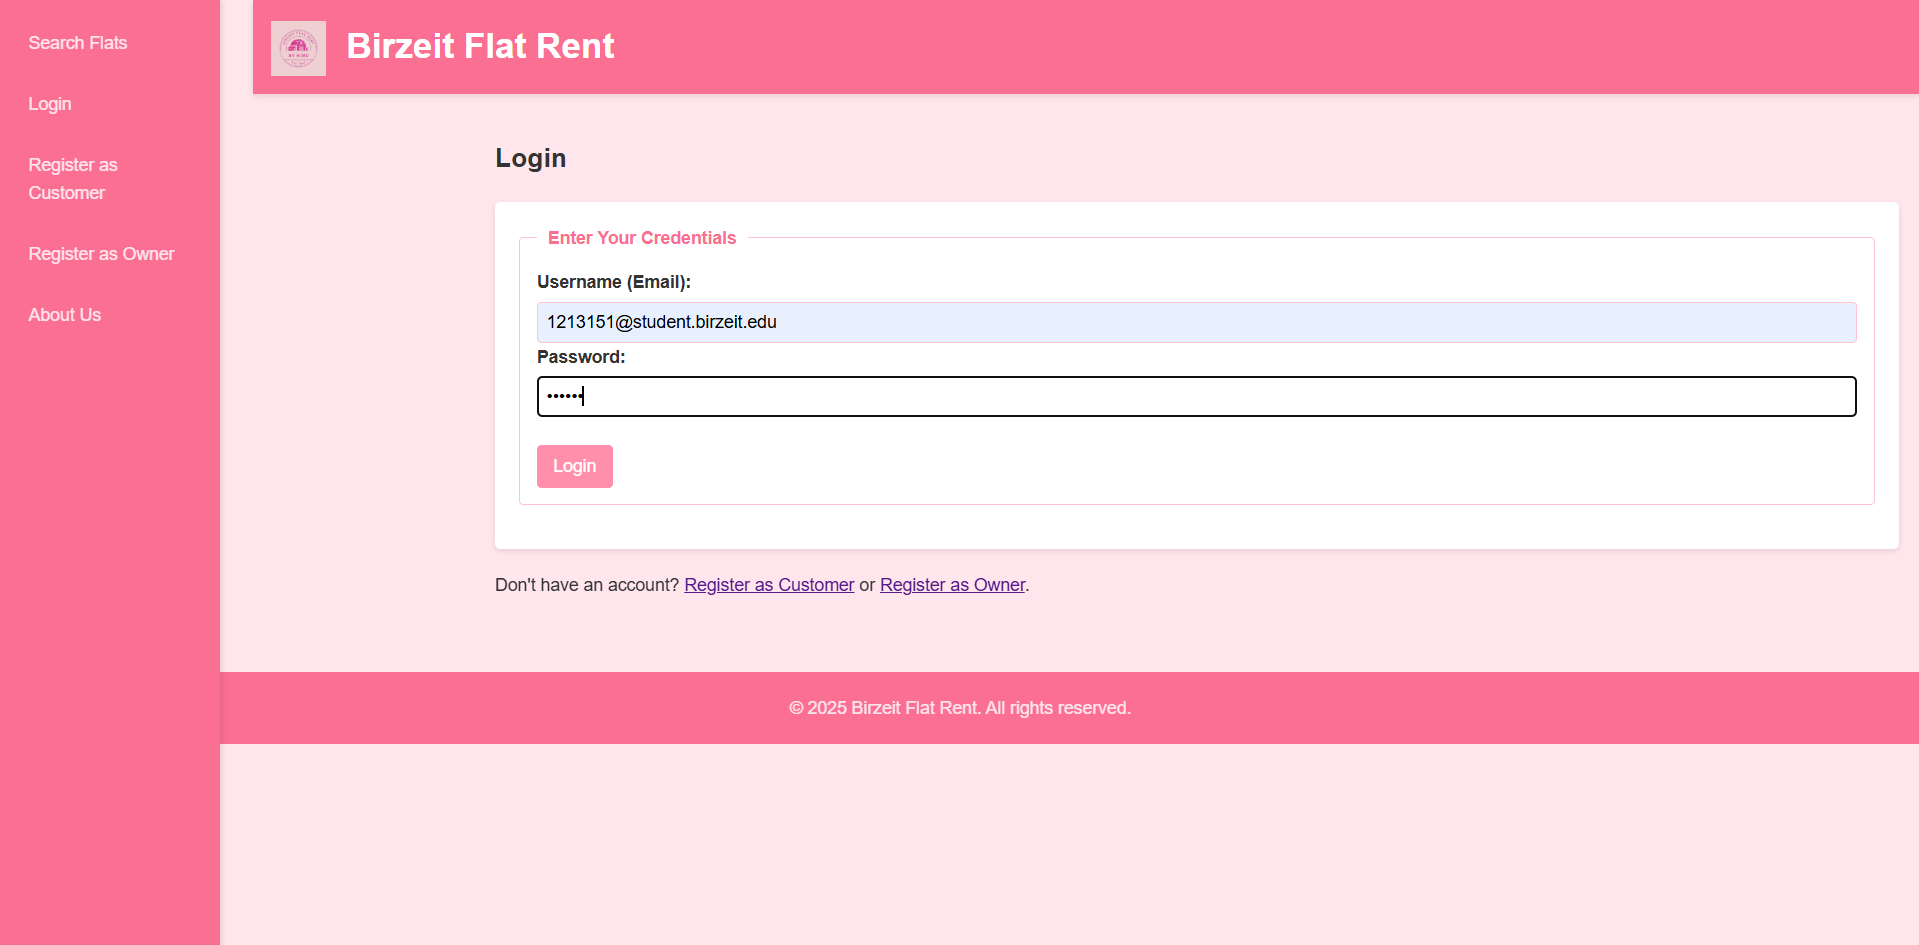 Search Flats
Login
Register as
Customer
Register as Owner
About Us
Birzeit Flat Rent
Login
Enter Your Credentials
Username (Email):
1213151@student.birzeit.edu
Password:
••••••
Login
Don't have an account? Register as Customer or Register as Owner.
© 2025 Birzeit Flat Rent. All rights reserved.